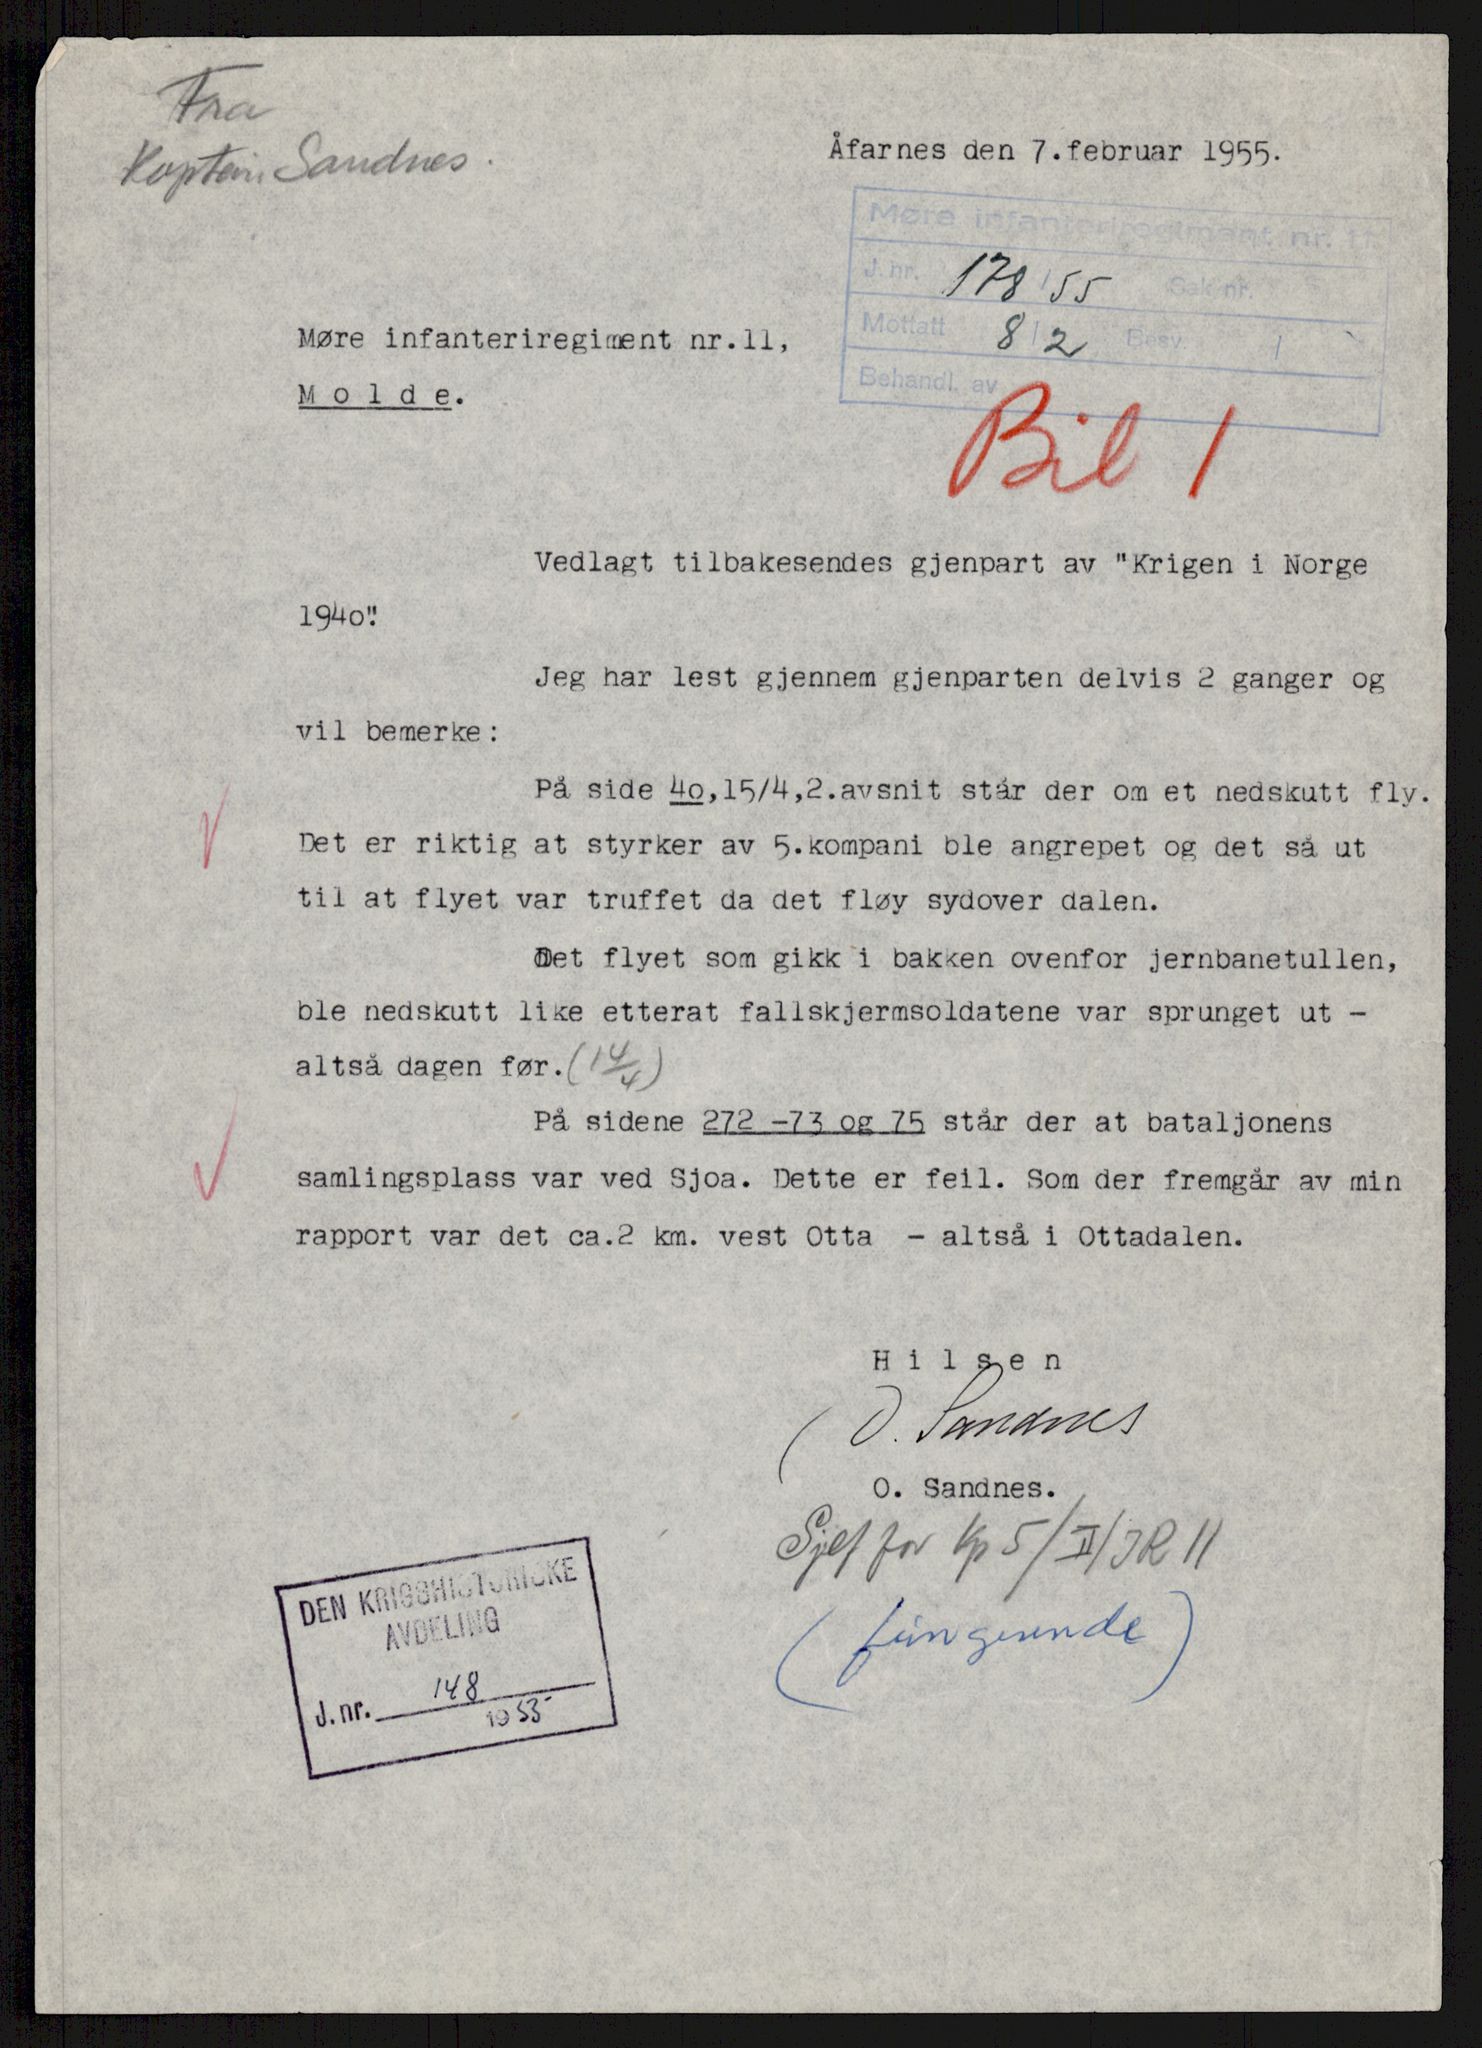 Fra
Kaptein Sandnes.
Åfarnes den 7.februar 1955.
Møre infanteriregiment nr. 11
J. nr. 178/55 Sak nr.
Mottatt 8/2 Besv. 1
Behandl. av
Møre infanteriregiment nr.11,
M o l d e.
Bil 1
Vedlagt tilbakesendes gjenpart av "Krigen i Norge
194o".
Jeg har lest gjennem gjenparten delvis 2 ganger og
vil bemerke:
På side 4o,15/4,2.avsnit står der om et nedskutt fly.
Det er riktig at styrker av 5.kompani ble angrepet og det så ut
til at flyet var truffet da det fløy sydover dalen.
Det flyet som gikk i bakken ovenfor jernbanetullen,
ble nedskutt like etterat fallskjermsoldatene var sprunget ut -
altså dagen før. (14/4)
På sidene 272 -73 og 75 står der at bataljonens
samlingsplass var ved Sjoa. Dette er feil. Som der fremgår av min
rapport var det ca.2 km. vest Otta - altså i Ottadalen.
H i l s e n
O. Sandnes
O. Sandnes.
Sjef for Kp 5/II/IR 11
(fungerende)
DEN KRIGSHISTORISKE
AVDELING
J. nr. 148
1955